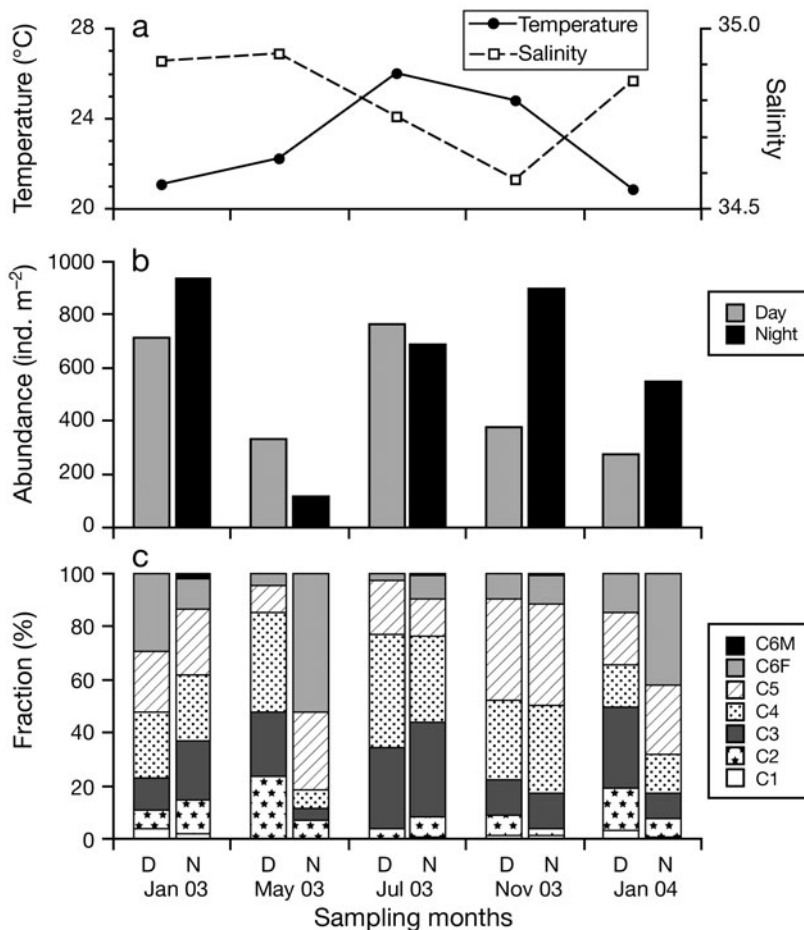 a
Temperature
Salinity
Temperature (°C)
28
24
20
35.0
34.5
Salinity
b
Abundance (ind. m⁻²)
1000
800
600
400
200
0
Day
Night
c
Fraction (%)
100
80
60
40
20
0
C6M
C6F
C5
C4
C3
C2
C1
D N D N D N D N D N
Jan 03 May 03 Jul 03 Nov 03 Jan 04
Sampling months